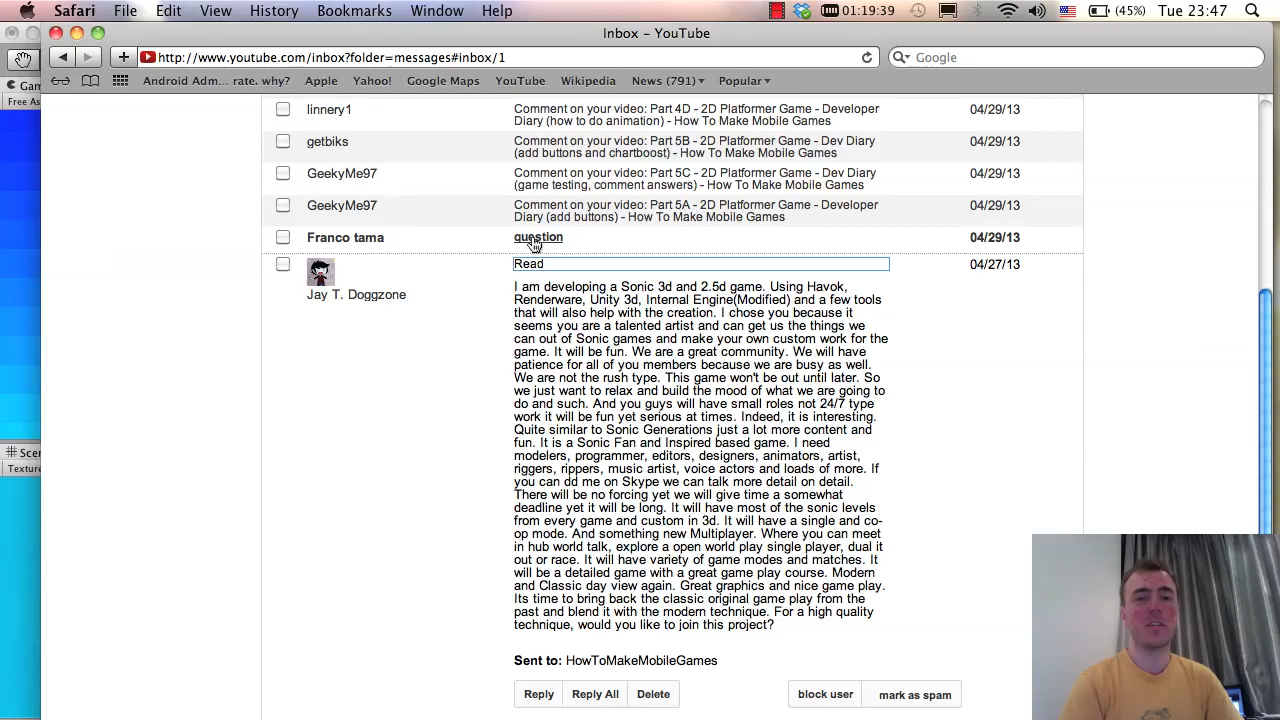 Safari File Edit View History Bookmarks Window Help 01:19:39 (45%) Tue 23:47
Inbox – YouTube
http://www.youtube.com/inbox?folder=messages#inbox/1
Google
Android Adm... rate. why? Apple Yahoo! Google Maps YouTube Wikipedia News (791) Popular
Gam
Free As
linnery1
Comment on your video: Part 4D - 2D Platformer Game - Developer
Diary (how to do animation) - How To Make Mobile Games
04/29/13
getbiks
Comment on your video: Part 5B - 2D Platformer Game - Dev Diary
(add buttons and chartboost) - How To Make Mobile Games
04/29/13
GeekyMe97
Comment on your video: Part 5C - 2D Platformer Game - Dev Diary
(game testing, comment answers) - How To Make Mobile Games
04/29/13
GeekyMe97
Comment on your video: Part 5A - 2D Platformer Game - Developer
Diary (add buttons) - How To Make Mobile Games
04/29/13
Franco tama
question
04/29/13
Jay T. Doggzone
Read
04/27/13
I am developing a Sonic 3d and 2.5d game. Using Havok,
Renderware, Unity 3d, Internal Engine(Modified) and a few tools
that will also help with the creation. I chose you because it
seems you are a talented artist and can get us the things we
can out of Sonic games and make your own custom work for the
game. It will be fun. We are a great community. We will have
patience for all of you members because we are busy as well.
We are not the rush type. This game won't be out until later. So
we just want to relax and build the mood of what we are going to
do and such. And you guys will have small roles not 24/7 type
work it will be fun yet serious at times. Indeed, it is interesting.
Quite similar to Sonic Generations just a lot more content and
fun. It is a Sonic Fan and Inspired based game. I need
modelers, programmer, editors, designers, animators, artist,
riggers, rippers, music artist, voice actors and loads of more. If
you can dd me on Skype we can talk more detail on detail.
There will be no forcing yet we will give time a somewhat
deadline yet it will be long. It will have most of the sonic levels
from every game and custom in 3d. It will have a single and co-
op mode. And something new Multiplayer. Where you can meet
in hub world talk, explore a open world play single player, dual it
out or race. It will have variety of game modes and matches. It
will be a detailed game with a great game play course. Modern
and Classic day view again. Great graphics and nice game play.
Its time to bring back the classic original game play from the
past and blend it with the modern technique. For a high quality
technique, would you like to join this project?
Sent to: HowToMakeMobileGames
Reply Reply All Delete block user mark as spam
Scen
Texture